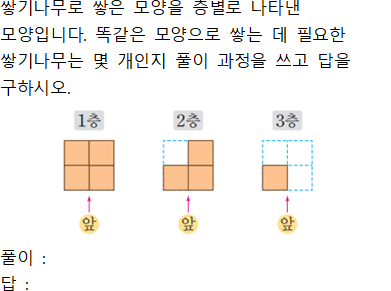 쌓기나무로 쌓은 모양을 층별로 나타낸
모양입니다. 똑같은 모양으로 쌓는 데 필요한
쌓기나무는 몇 개인지 풀이 과정을 쓰고 답을
구하시오.
1층 2층 3층
앞 앞 앞
풀이 :
답 :